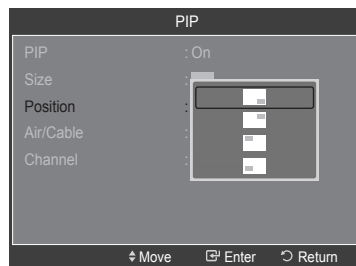 PIP
PIP : On
Size :
Position :
Air/Cable :
Channel :
Move Enter Return